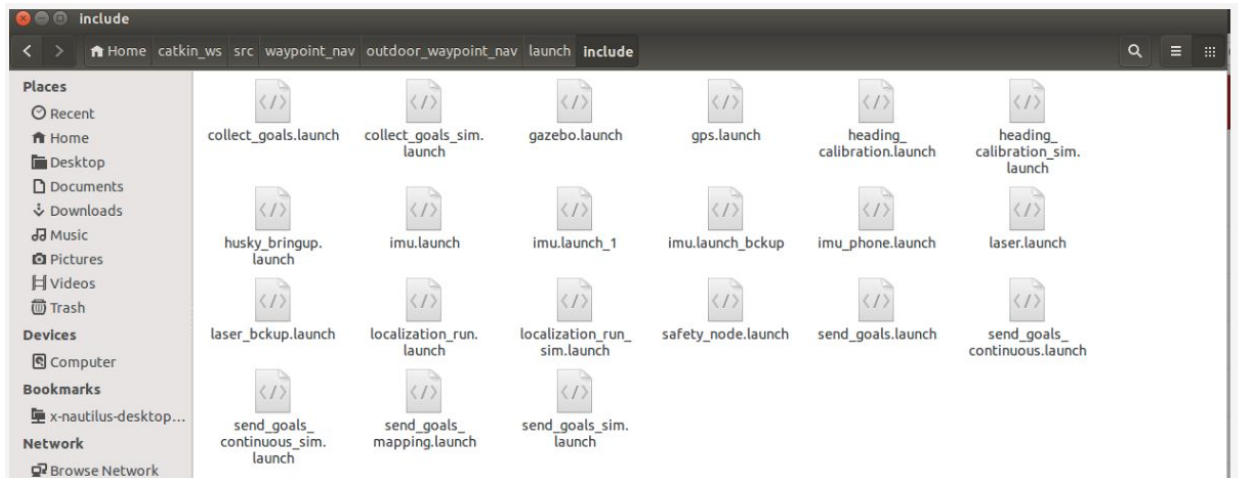 include
Home catkin_ws src waypoint_nav outdoor_waypoint_nav launch include
Places
Recent
Home
Desktop
Documents
Downloads
Music
Pictures
Videos
Trash
Devices
Computer
Bookmarks
x-nautilus-desktop...
Network
Browse Network
collect_goals.launch
collect_goals_sim.
launch
gazebo.launch
gps.launch
heading_
calibration.launch
heading_
calibration_sim.
launch
husky_bringup.
launch
imu.launch
imu.launch_1
imu.launch_bckup
imu_phone.launch
laser.launch
laser_bckup.launch
localization_run.
launch
localization_run_
sim.launch
safety_node.launch
send_goals.launch
send_goals_
continuous.launch
send_goals_
continuous_sim.
launch
send_goals_
mapping.launch
send_goals_sim.
launch